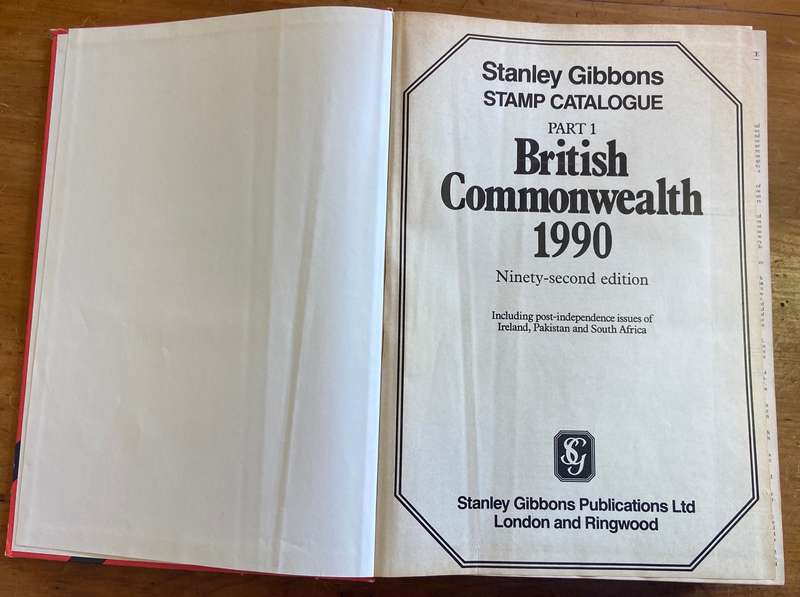 Stanley Gibbons
STAMP CATALOGUE
PART 1
British
Commonwealth
1990
Ninety-second edition
Including post-independence issues of
Ireland, Pakistan and South Africa
SG
Stanley Gibbons Publications Ltd
London and Ringwood